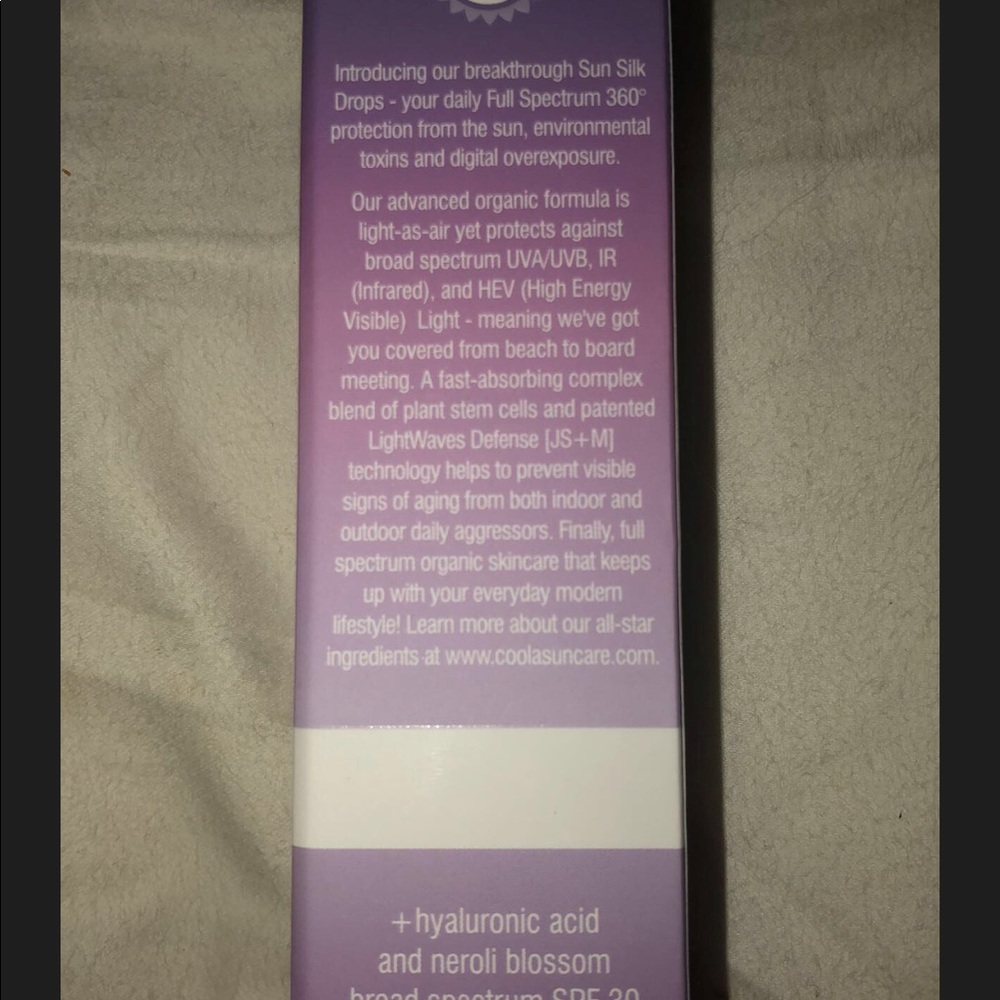 Introducing our breakthrough Sun Silk
Drops - your daily Full Spectrum 360°
protection from the sun, environmental
toxins and digital overexposure.
Our advanced organic formula is
light-as-air yet protects against
broad spectrum UVA/UVB, IR
(Infrared), and HEV (High Energy
Visible) Light - meaning we've got
you covered from beach to board
meeting. A fast-absorbing complex
blend of plant stem cells and patented
LightWaves Defense [JS+M]
technology helps to prevent visible
signs of aging from both indoor and
outdoor daily aggressors. Finally, full
spectrum organic skincare that keeps
up with your everyday modern
lifestyle! Learn more about our all-star
ingredients at www.coolasuncare.com.
+hyaluronic acid
and neroli blossom
broad spectrum SPF 30